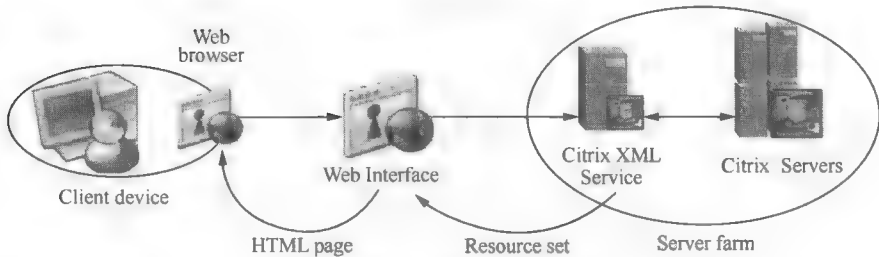 Web
browser
Client device
Web Interface
Citrix XML
Service
Citrix Servers
HTML page
Resource set
Server farm